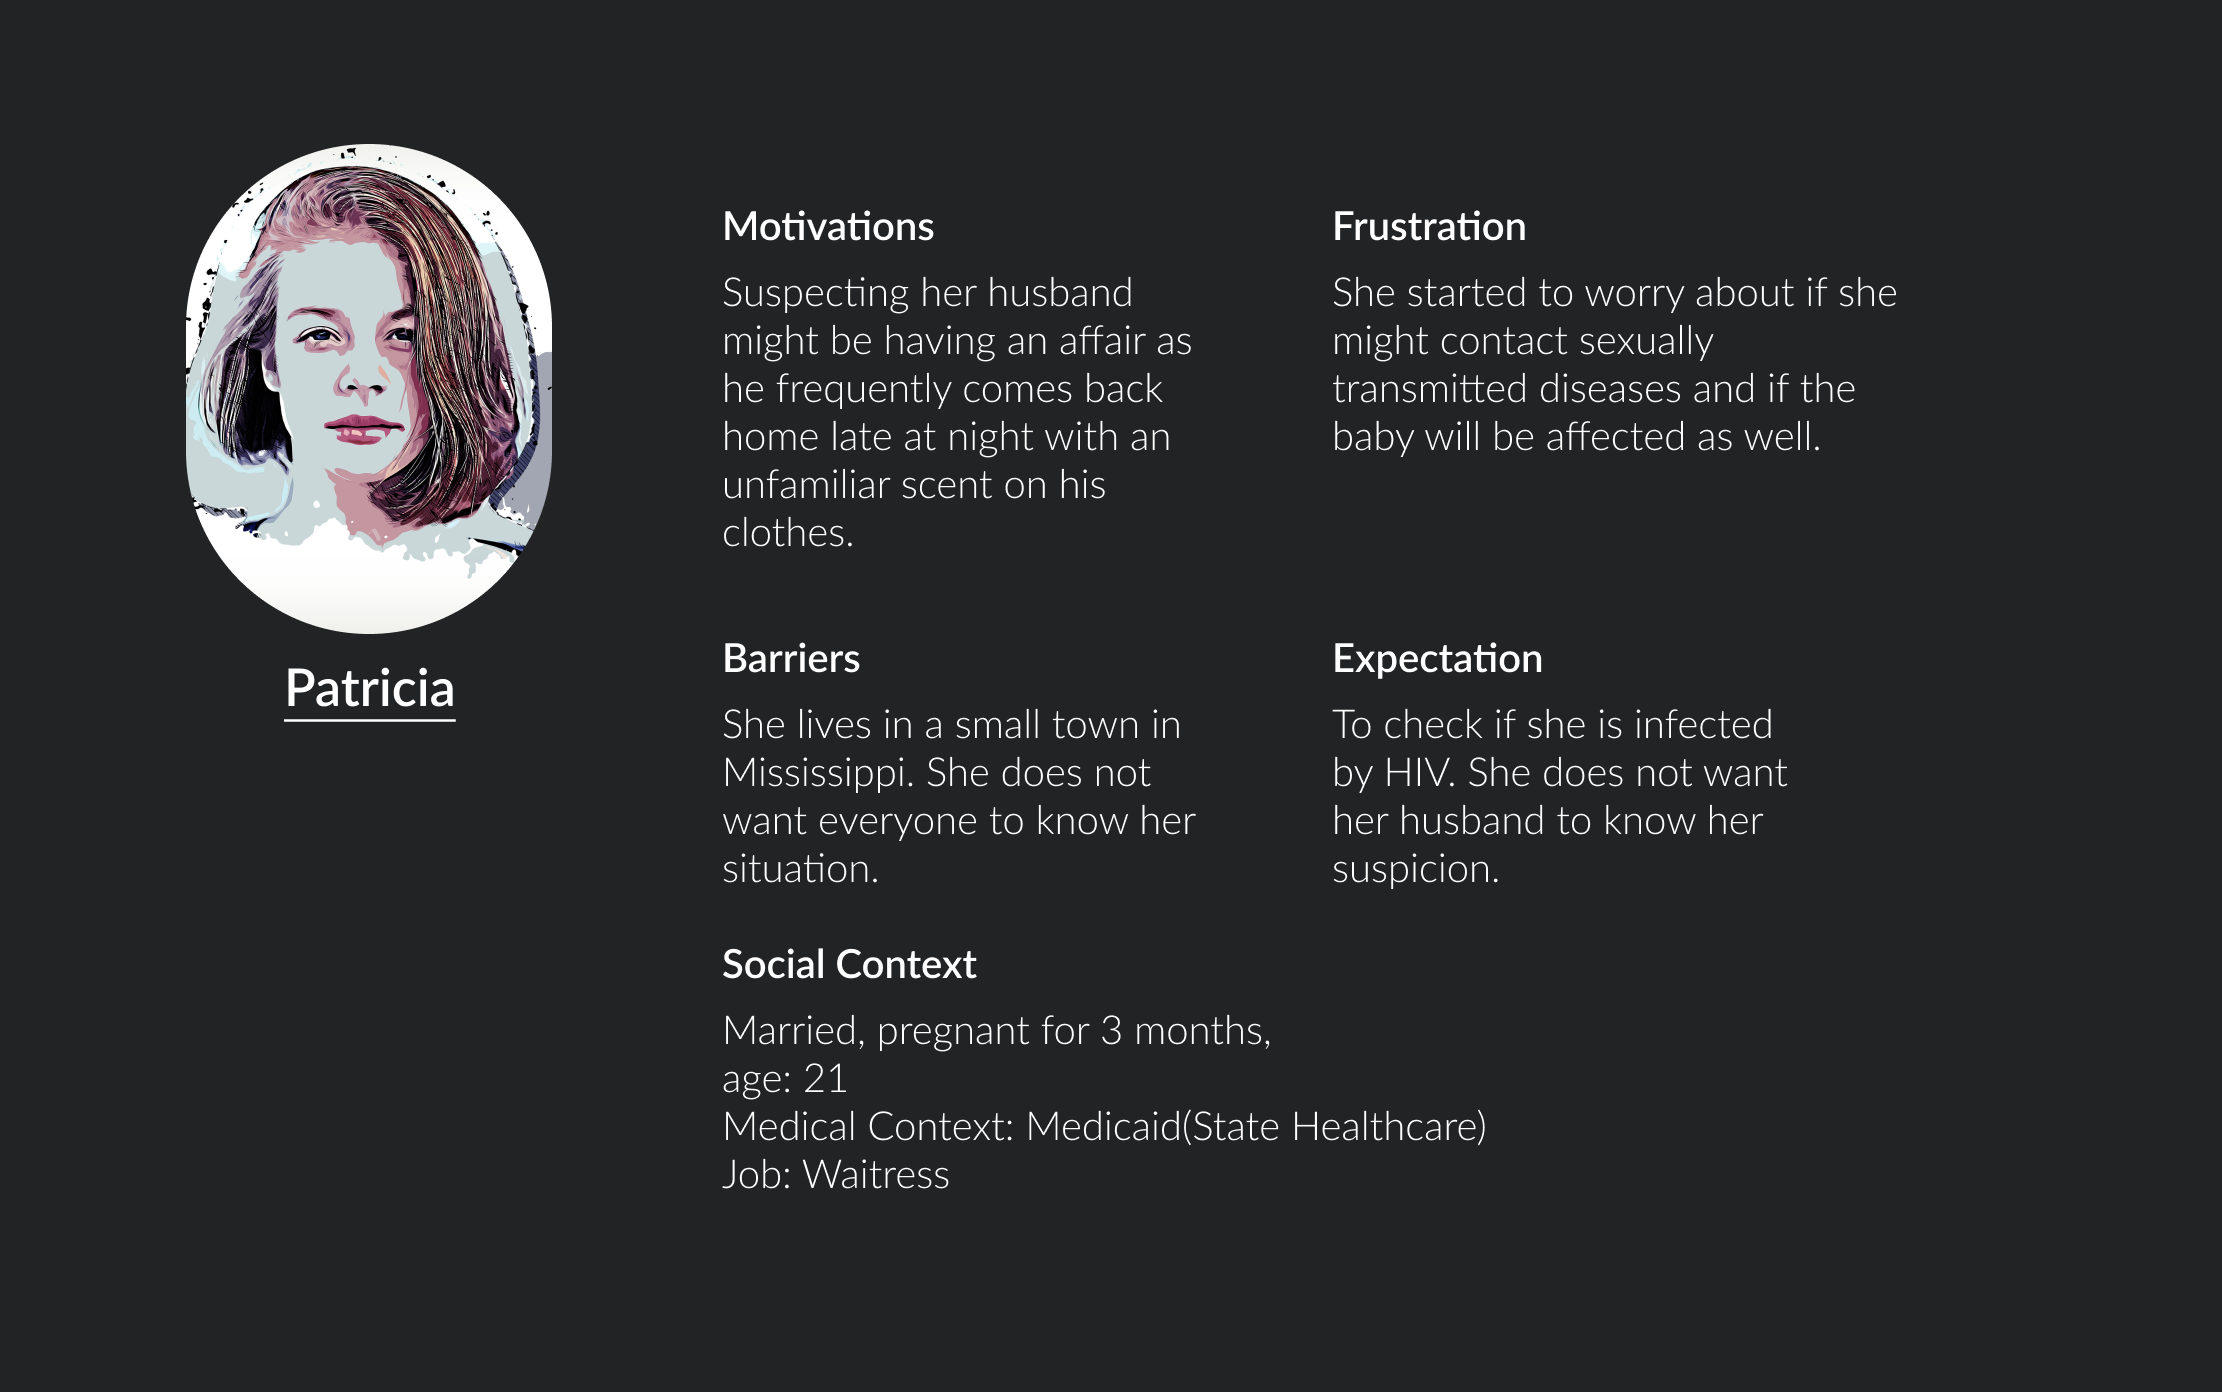 Patricia
Motivations
Suspecting her husband
might be having an affair as
he frequently comes back
home late at night with an
unfamiliar scent on his
clothes.
Frustration
She started to worry about if she
might contact sexually
transmitted diseases and if the
baby will be affected as well.
Barriers
She lives in a small town in
Mississippi. She does not
want everyone to know her
situation.
Expectation
To check if she is infected
by HIV. She does not want
her husband to know her
suspicion.
Social Context
Married, pregnant for 3 months,
age: 21
Medical Context: Medicaid(State Healthcare)
Job: Waitress